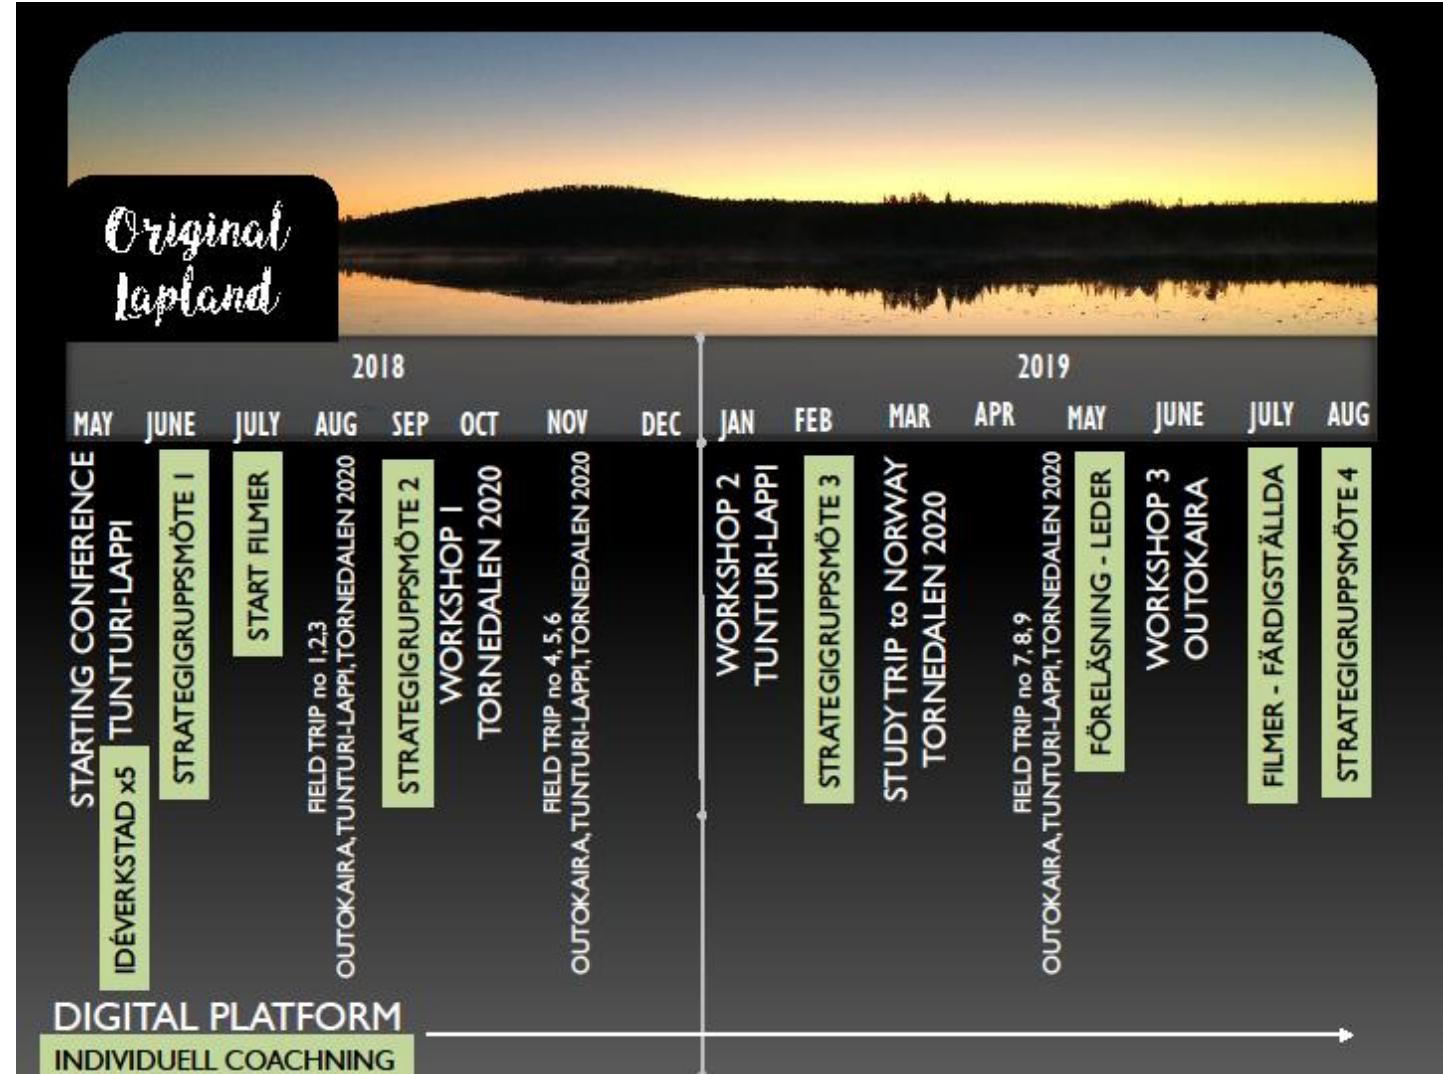 Original
Lapland
2018
2019
MAY JUNE JULY AUG SEP OCT NOV DEC JAN FEB MAR APR MAY JUNE JULY AUG
STARTING CONFERENCE
TUNTURI-LAPPI
IDÉVERKSTAD x5
STRATEGIGRUPPSMÖTE 1
START FILMER
FIELD TRIP no 1,2,3
OUTOKAIRA,TUNTURI-LAPPI,TORNEDALEN 2020
STRATEGIGRUPPSMÖTE 2
WORKSHOP 1
TORNEDALEN 2020
FIELD TRIP no 4, 5, 6
OUTOKAIRA,TUNTURI-LAPPI,TORNEDALEN 2020
WORKSHOP 2
TUNTURI-LAPPI
STRATEGIGRUPPSMÖTE 3
STUDY TRIP to NORWAY
TORNEDALEN 2020
FIELD TRIP no 7, 8, 9
OUTOKAIRA,TUNTURI-LAPPI,TORNEDALEN 2020
FÖRELÄSNING - LEDER
WORKSHOP 3
OUTOKAIRA
FILMER - FÄRDIGSTÄLLDA
STRATEGIGRUPPSMÖTE 4
DIGITAL PLATFORM
INDIVIDUELL COACHNING